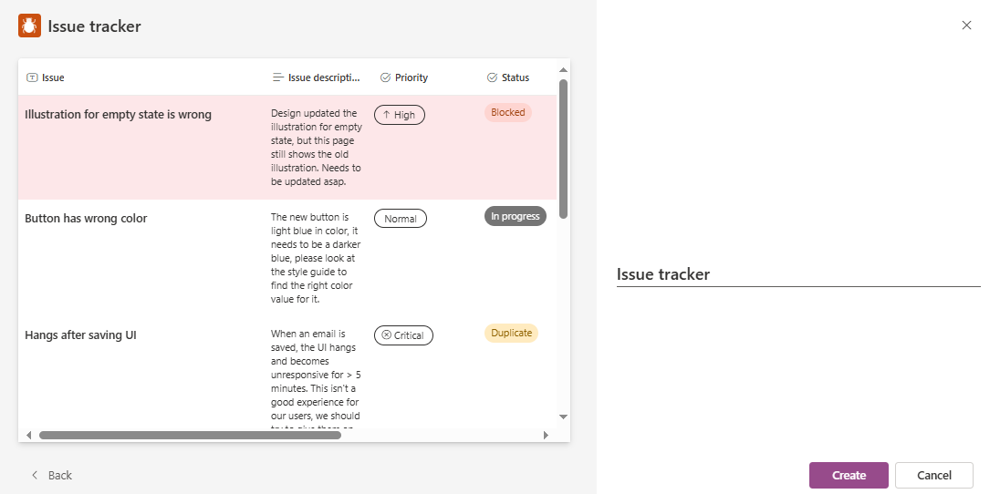 Issue tracker
Issue
Issue descripti...
Priority
Status
Illustration for empty state is wrong
Design updated the
illustration for empty
state, but this page
still shows the old
illustration. Needs to
be updated asap.
High
Blocked
Button has wrong color
The new button is
light blue in color, it
needs to be a darker
blue, please look at
the style guide to
find the right color
value for it.
Normal
In progress
Hangs after saving UI
When an email is
saved, the UI hangs
and becomes
unresponsive for > 5
minutes. This isn't a
good experience for
our users, we should
try to give them an
Critical
Duplicate
Back
Issue tracker
Create
Cancel